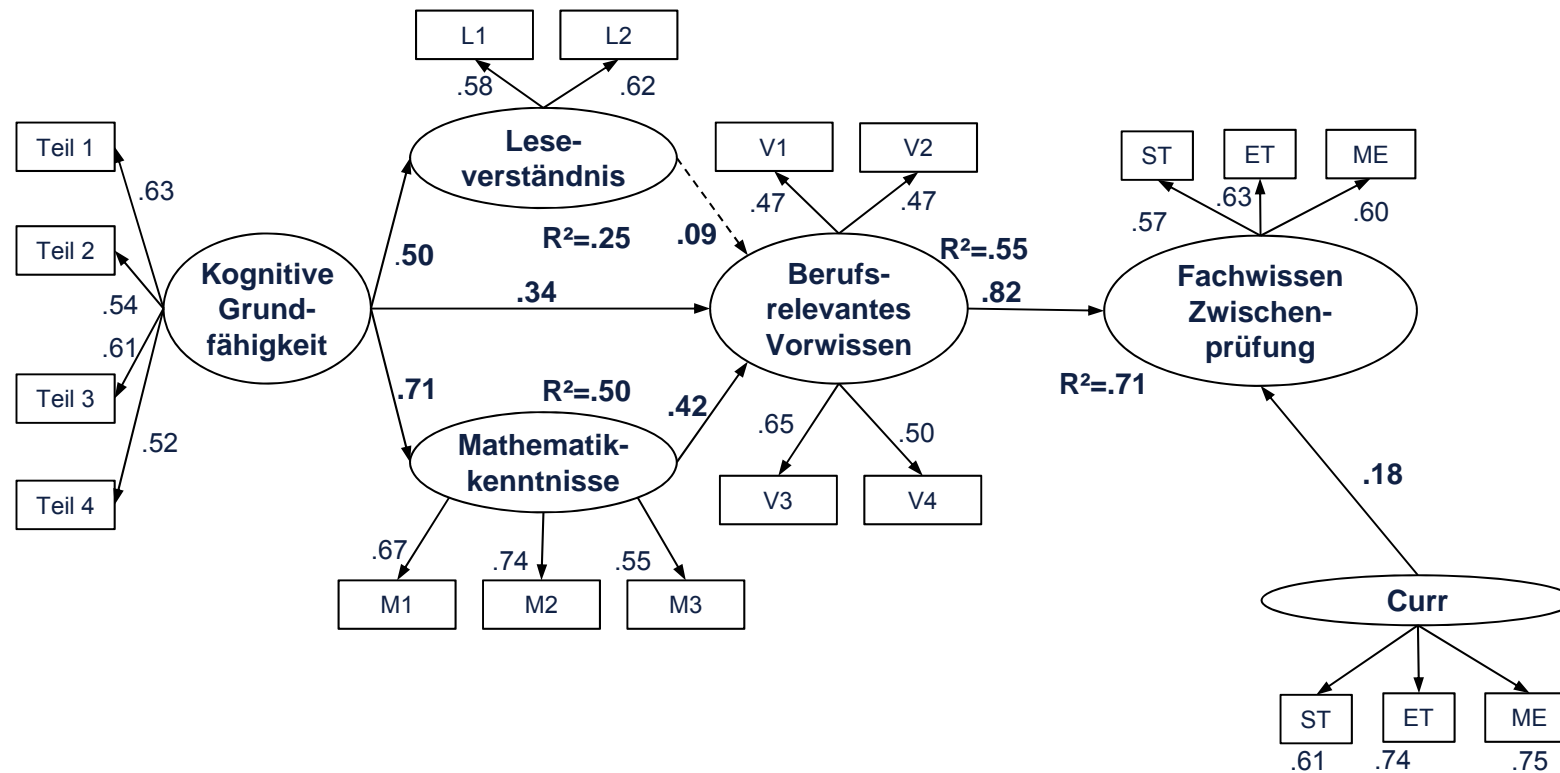 L1
L2
.58
.62
Lese-
verständnis
R²=.25
.09
Teil 1
.63
Teil 2
.54
.61
Teil 3
.52
Teil 4
Kognitive
Grund-
fähigkeit
.50
.34
.71
R²=.50
.42
Mathematik-
kenntnisse
.67
.74
.55
M1
M2
M3
V1
V2
.47
.47
Berufs-
relevantes
Vorwissen
R²=.55
.82
.65
.50
V3
V4
ST
ET
ME
.57
.63
.60
Fachwissen
Zwischen-
prüfung
R²=.71
.18
Curr
ST
ET
ME
.61
.74
.75